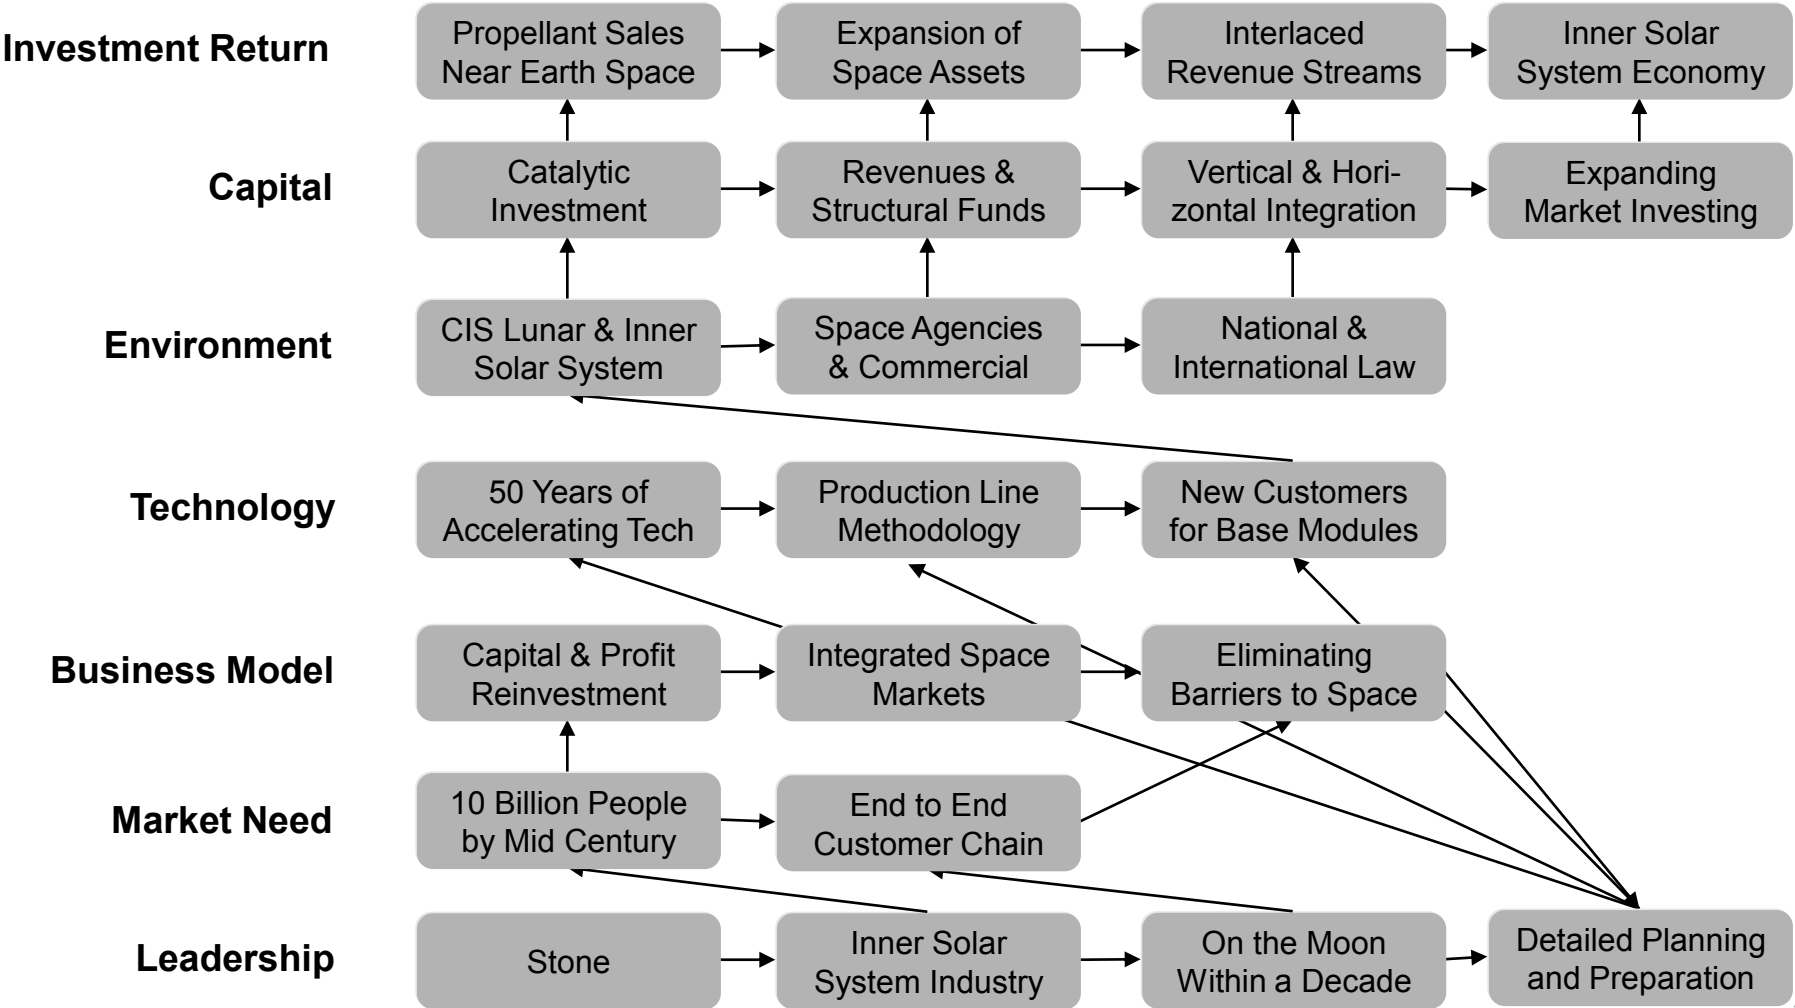 Investment Return
Propellant Sales
Near Earth Space
Expansion of
Space Assets
Interlaced
Revenue Streams
Inner Solar
System Economy
Capital
Catalytic
Investment
Revenues &
Structural Funds
Vertical & Hori-
zontal Integration
Expanding
Market Investing
Environment
CIS Lunar & Inner
Solar System
Space Agencies
& Commercial
National &
International Law
Technology
50 Years of
Accelerating Tech
Production Line
Methodology
New Customers
for Base Modules
Business Model
Capital & Profit
Reinvestment
Integrated Space
Markets
Eliminating
Barriers to Space
Market Need
10 Billion People
by Mid Century
End to End
Customer Chain
Leadership
Stone
Inner Solar
System Industry
On the Moon
Within a Decade
Detailed Planning
and Preparation